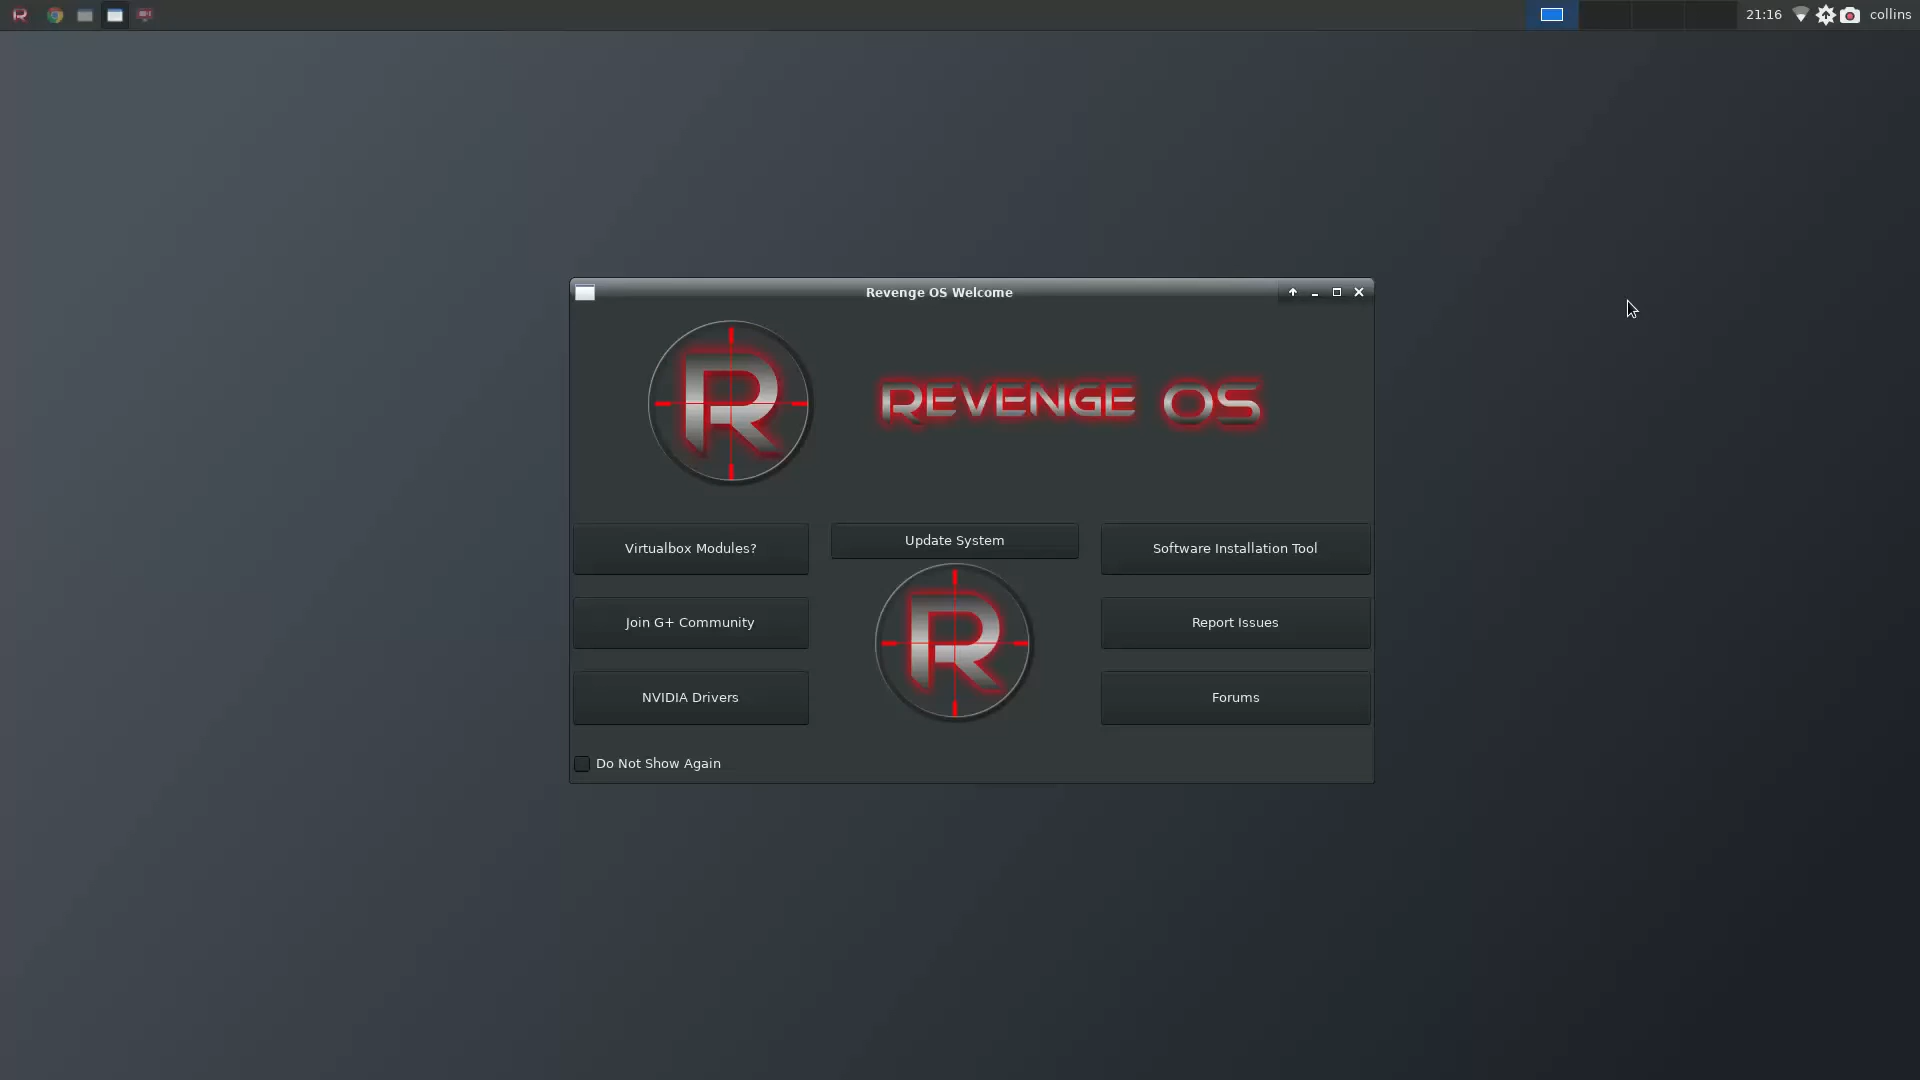 21:16 collins
Revenge OS Welcome
REVENGE OS
Virtualbox Modules?
Update System
Software Installation Tool
Join G+ Community
Report Issues
NVIDIA Drivers
Forums
Do Not Show Again